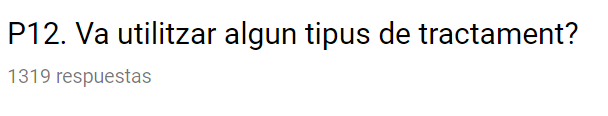 P12. Va utilitzar algun tipus de tractament?
1319 respuestas